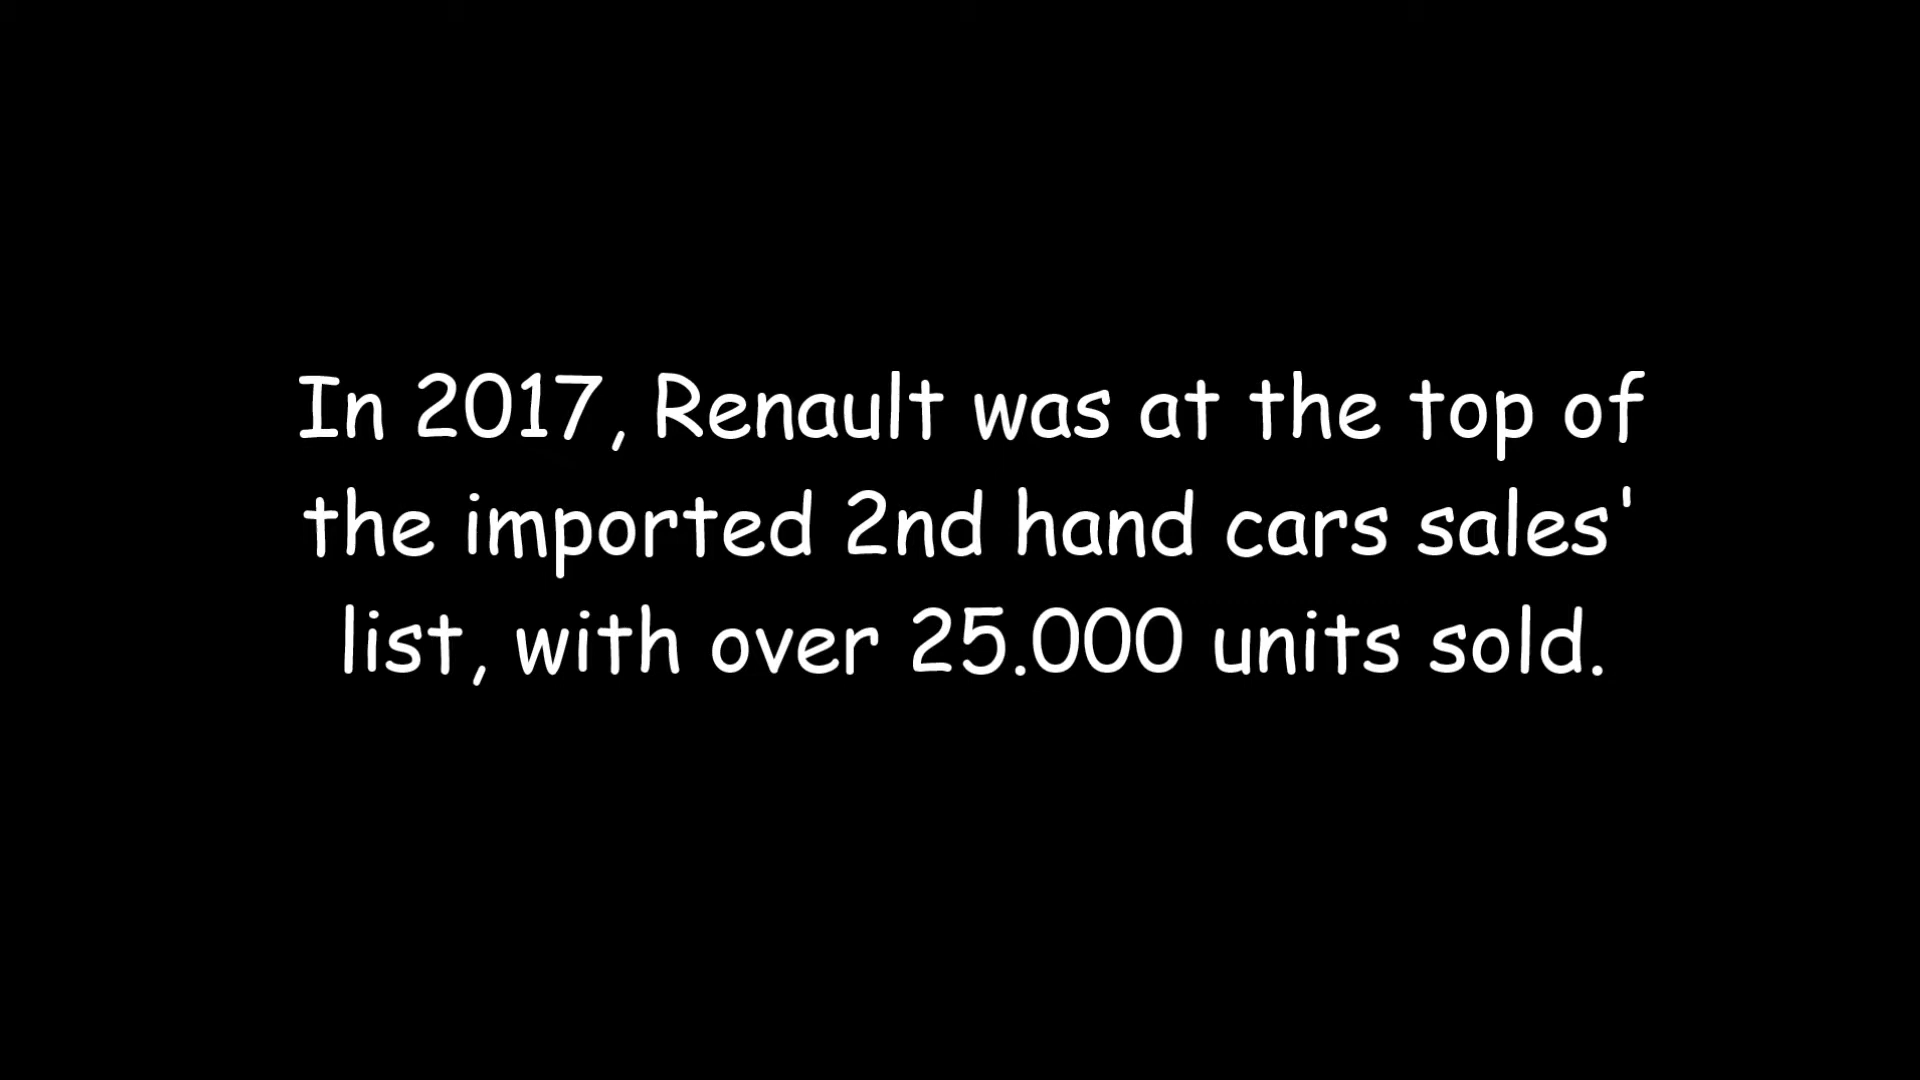 In 2017, Renault was at the top of
the imported 2nd hand cars sales'
list, with over 25.000 units sold.